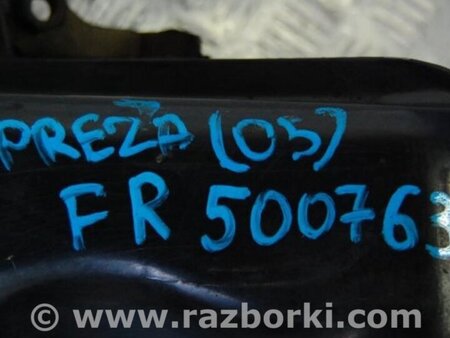 PREZA (03)
FR 500763
© www.razborki.com